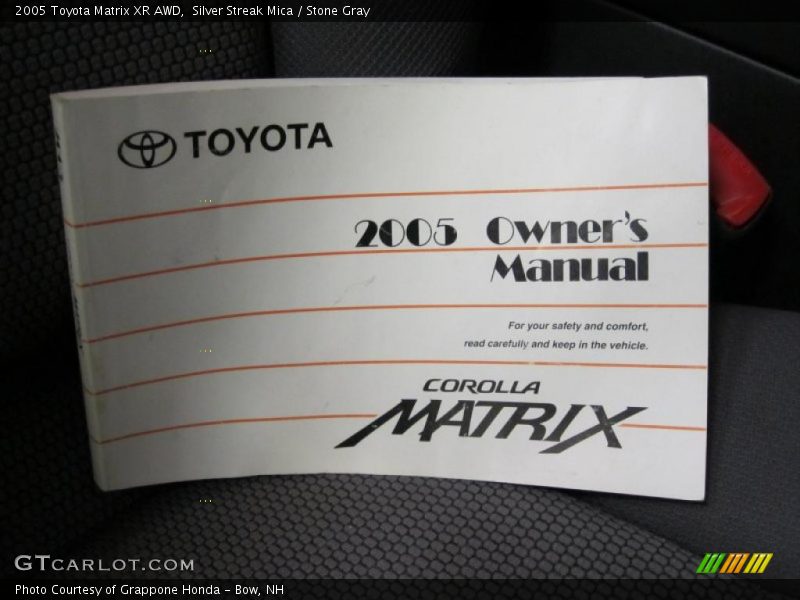 2005 Toyota Matrix XR AWD,  Silver Streak Mica / Stone Gray
TOYOTA
2005 Owner's
Manual
For your safety and comfort,
read carefully and keep in the vehicle.
COROLLA
MATRIX
GTCARLOT.COM
Photo Courtesy of Grappone Honda - Bow, NH